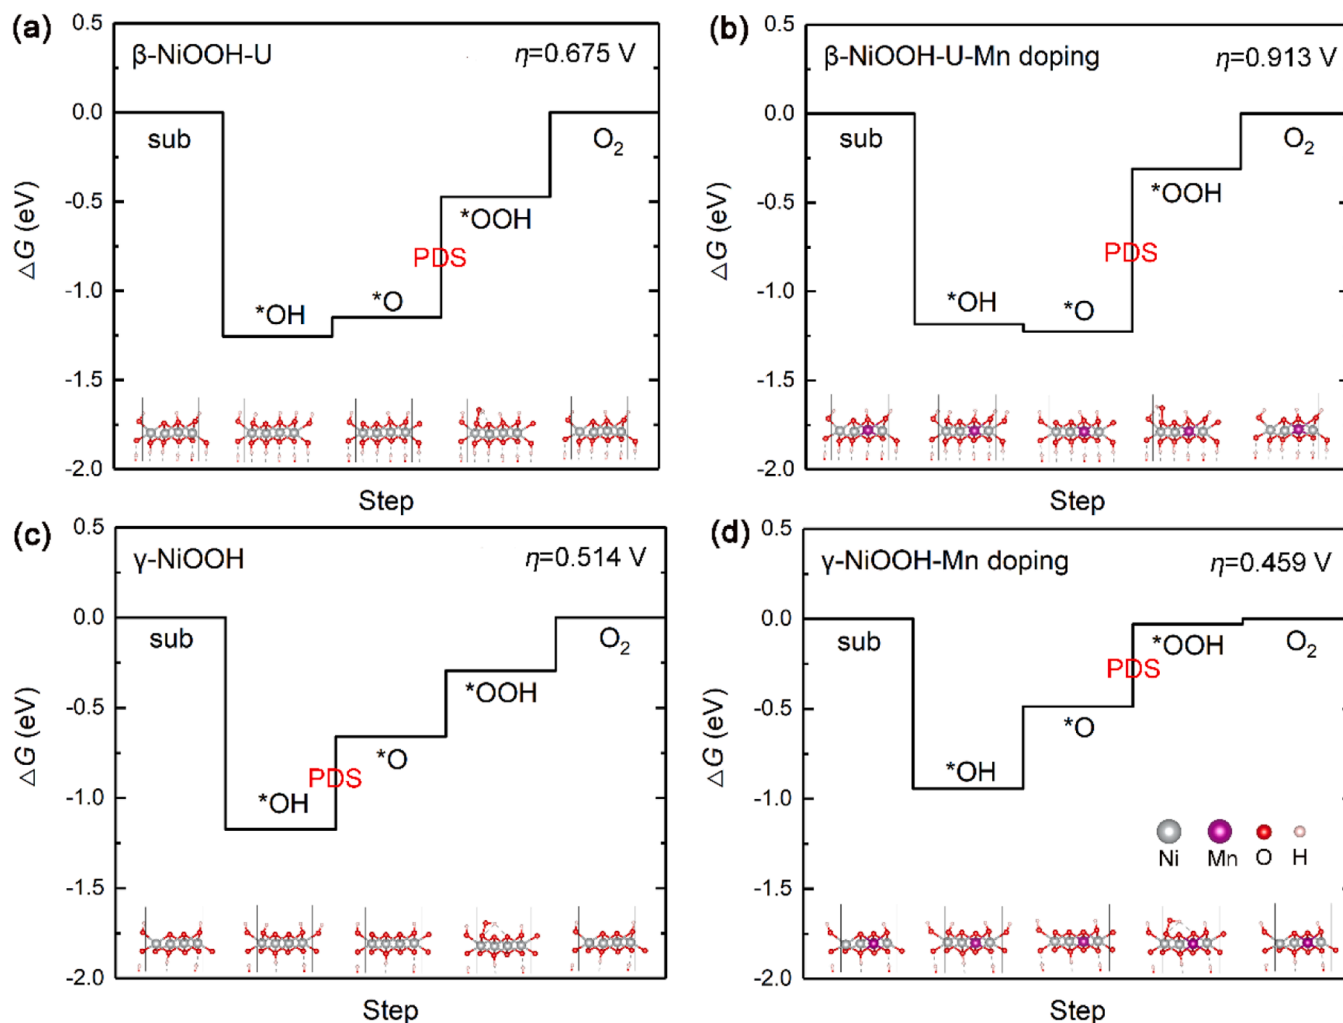 (a)
β-NiOOH-U
η=0.675 V
0.5
0.0
-0.5
-1.0
-1.5
-2.0
△G (eV)
sub
*OH
*O
PDS
*OOH
O₂
Step
(b)
β-NiOOH-U-Mn doping
η=0.913 V
0.5
0.0
-0.5
-1.0
-1.5
-2.0
△G (eV)
sub
*OH
*O
PDS
*OOH
O₂
Step
(c)
γ-NiOOH
η=0.514 V
0.5
0.0
-0.5
-1.0
-1.5
-2.0
△G (eV)
sub
*OH
PDS
*O
*OOH
O₂
Step
(d)
γ-NiOOH-Mn doping
η=0.459 V
0.5
0.0
-0.5
-1.0
-1.5
-2.0
△G (eV)
sub
*OH
*O
PDS
*OOH
O₂
Ni Mn O H
Step